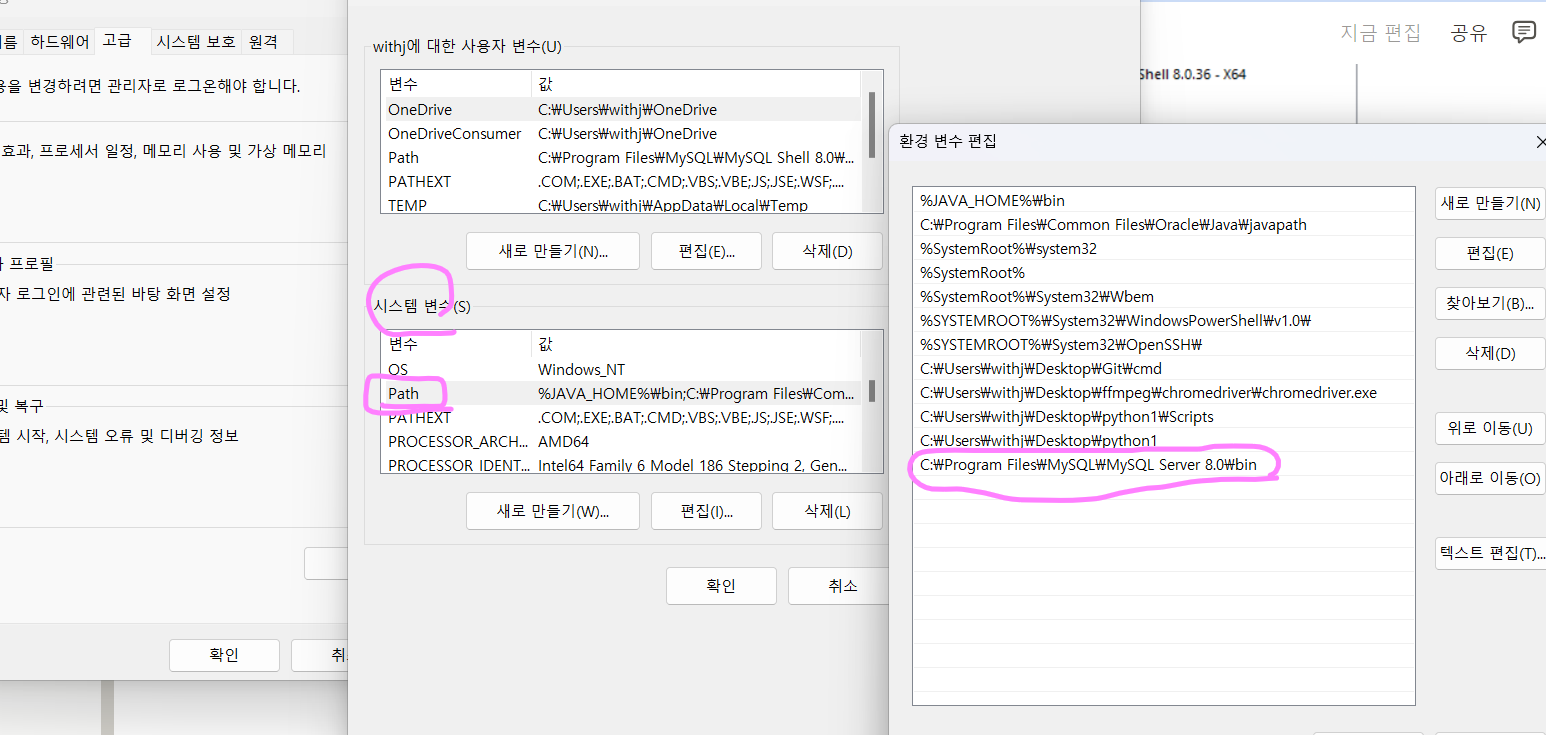 하드웨어 고급 시스템 보호 원격
변경하려면 관리자로 로그온해야 합니다.
효과, 프로세서 일정, 메모리 사용 및 가상 메모리
프로필
로그인에 관련된 바탕 화면 설정
및 복구
시작, 시스템 오류 및 디버깅 정보
확인
withj에 대한 사용자 변수(U)
변수 값
OneDrive C:₩Users₩withj₩OneDrive
OneDriveConsumer C:₩Users₩withj₩OneDrive
Path C:₩Program Files₩MySQL₩MySQL Shell 8.0₩...
PATHEXT .COM;.EXE;.BAT;.CMD;.VBS;.VBE;.JS;.JSE;.WSF;....
TEMP C:₩Users₩withj₩AppData₩Local₩Temp
새로 만들기(N)... 편집(E)... 삭제(D)
시스템 변수(S)
변수 값
OS Windows_NT
Path %JAVA_HOME%₩bin;C:₩Program Files₩Com...
PATHEXT .COM;.EXE;.BAT;.CMD;.VBS;.VBE;.JS;.JSE;.WSF;....
PROCESSOR_ARCH... AMD64
PROCESSOR_IDENT... Intel64 Family 6 Model 186 Stepping 2, Gen...
새로 만들기(W)... 편집(I)... 삭제(L)
확인 취소
지금 편집 공유
Shell 8.0.36 - X64
환경 변수 편집
%JAVA_HOME%₩bin
C:₩Program Files₩Common Files₩Oracle₩Java₩javapath
%SystemRoot%₩system32
%SystemRoot%
%SystemRoot%₩System32₩Wbem
%SYSTEMROOT%₩System32₩WindowsPowerShell₩v1.0₩
%SYSTEMROOT%₩System32₩OpenSSH₩
C:₩Users₩withj₩Desktop₩Git₩cmd
C:₩Users₩withj₩Desktop₩ffmpeg₩chromedriver₩chromedriver.exe
C:₩Users₩withj₩Desktop₩python1₩Scripts
C:₩Users₩withj₩Desktop₩python1
C:₩Program Files₩MySQL₩MySQL Server 8.0₩bin
새로 만들기(N)
편집(E)
찾아보기(B)...
삭제(D)
위로 이동(U)
아래로 이동(O)
텍스트 편집(T)...